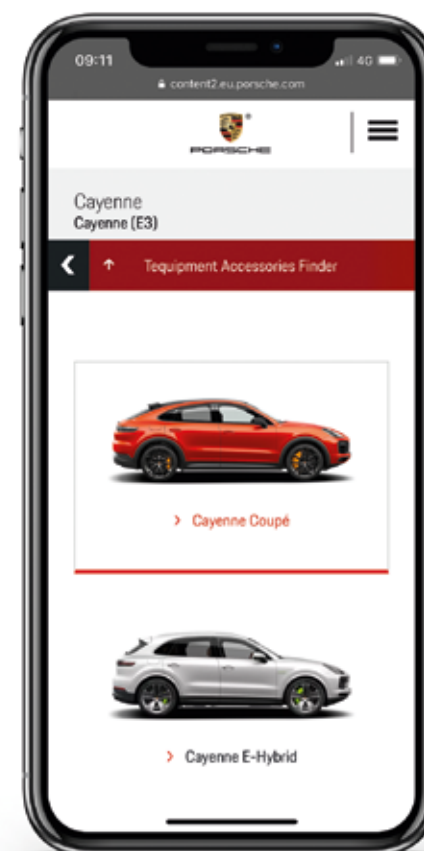 09:11
4G
content2.eu.porsche.com
PORSCHE
Cayenne
Cayenne (E3)
Tequipment Accessories Finder
Cayenne Coupé
Cayenne E-Hybrid